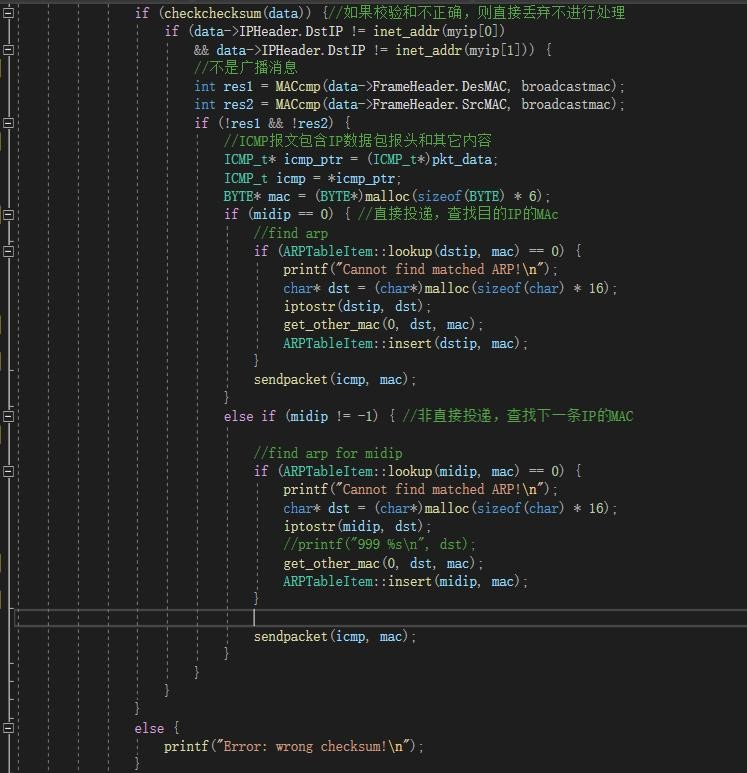 if (checkchecksum(data)) {//如果校验和不正确，则直接丢弃不进行处理
if (data->IPHeader.DstIP != inet_addr(myip[0])
&& data->IPHeader.DstIP != inet_addr(myip[1])) {
//不是广播消息
int res1 = MACcmp(data->FrameHeader.DesMAC, broadcastmac);
int res2 = MACcmp(data->FrameHeader.SrcMAC, broadcastmac);
if (!res1 && !res2) {
//ICMP报文包含IP数据包报头和其它内容
ICMP_t* icmp_ptr = (ICMP_t*)pkt_data;
ICMP_t icmp = *icmp_ptr;
BYTE* mac = (BYTE*)malloc(sizeof(BYTE) * 6);
if (midip == 0) { //直接投递，查找目的IP的MAc
//find arp
if (ARPTableItem::lookup(dstip, mac) == 0) {
printf("Cannot find matched ARP!\n");
char* dst = (char*)malloc(sizeof(char) * 16);
iptostr(dstip, dst);
get_other_mac(0, dst, mac);
ARPTableItem::insert(dstip, mac);
}
sendpacket(icmp, mac);
}
else if (midip != -1) { //非直接投递，查找下一条IP的MAC
//find arp for midip
if (ARPTableItem::lookup(midip, mac) == 0) {
printf("Cannot find matched ARP!\n");
char* dst = (char*)malloc(sizeof(char) * 16);
iptostr(midip, dst);
//printf("999 %s\n", dst);
get_other_mac(0, dst, mac);
ARPTableItem::insert(midip, mac);
}
sendpacket(icmp, mac);
}
}
}
}
else {
printf("Error: wrong checksum!\n");
}